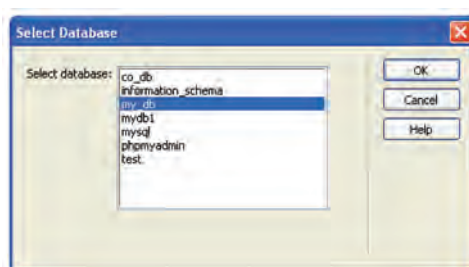 Select Database
Select database:
co_db
information_schema
my_db
mydb1
mysql
phpmyadmin
test
OK
Cancel
Help